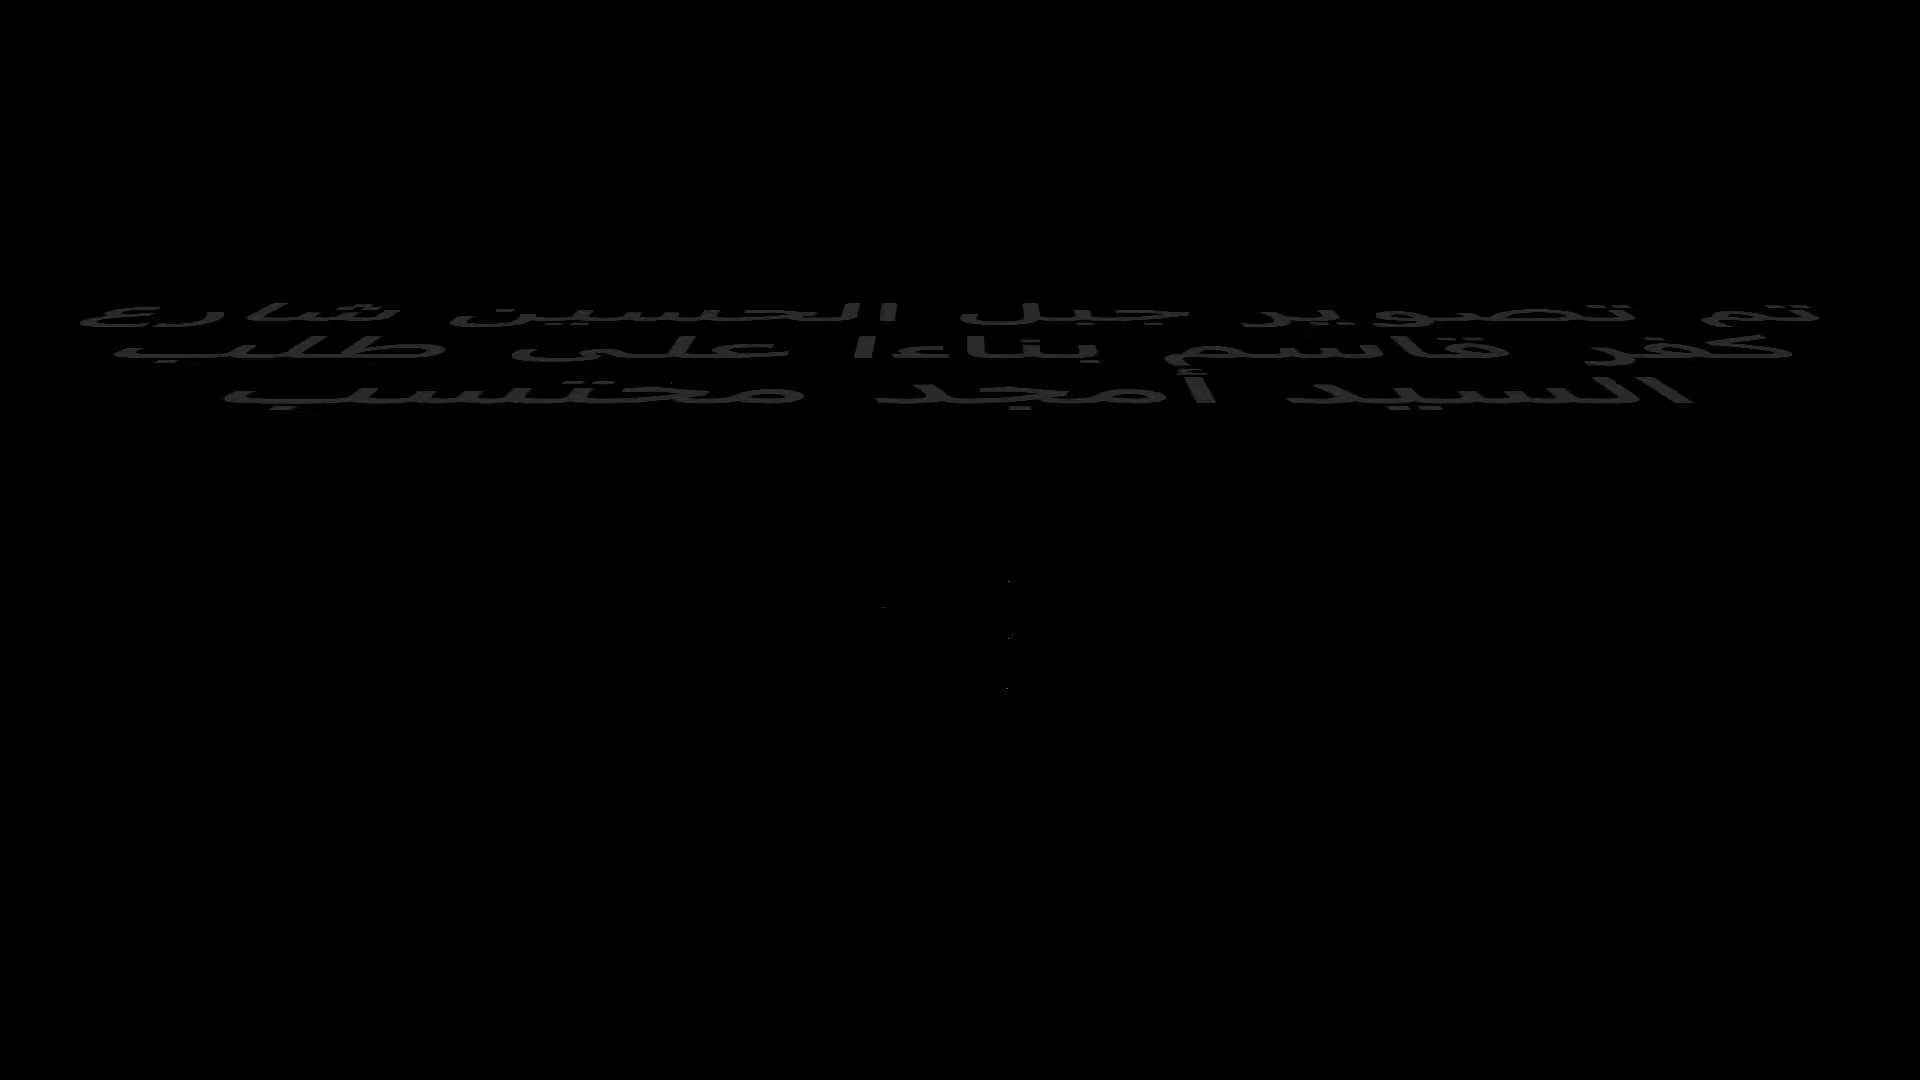 تم تصوير جبل الحسين شارع
كفر قاسم بناءا على طلب
السيد أمجد محتسب